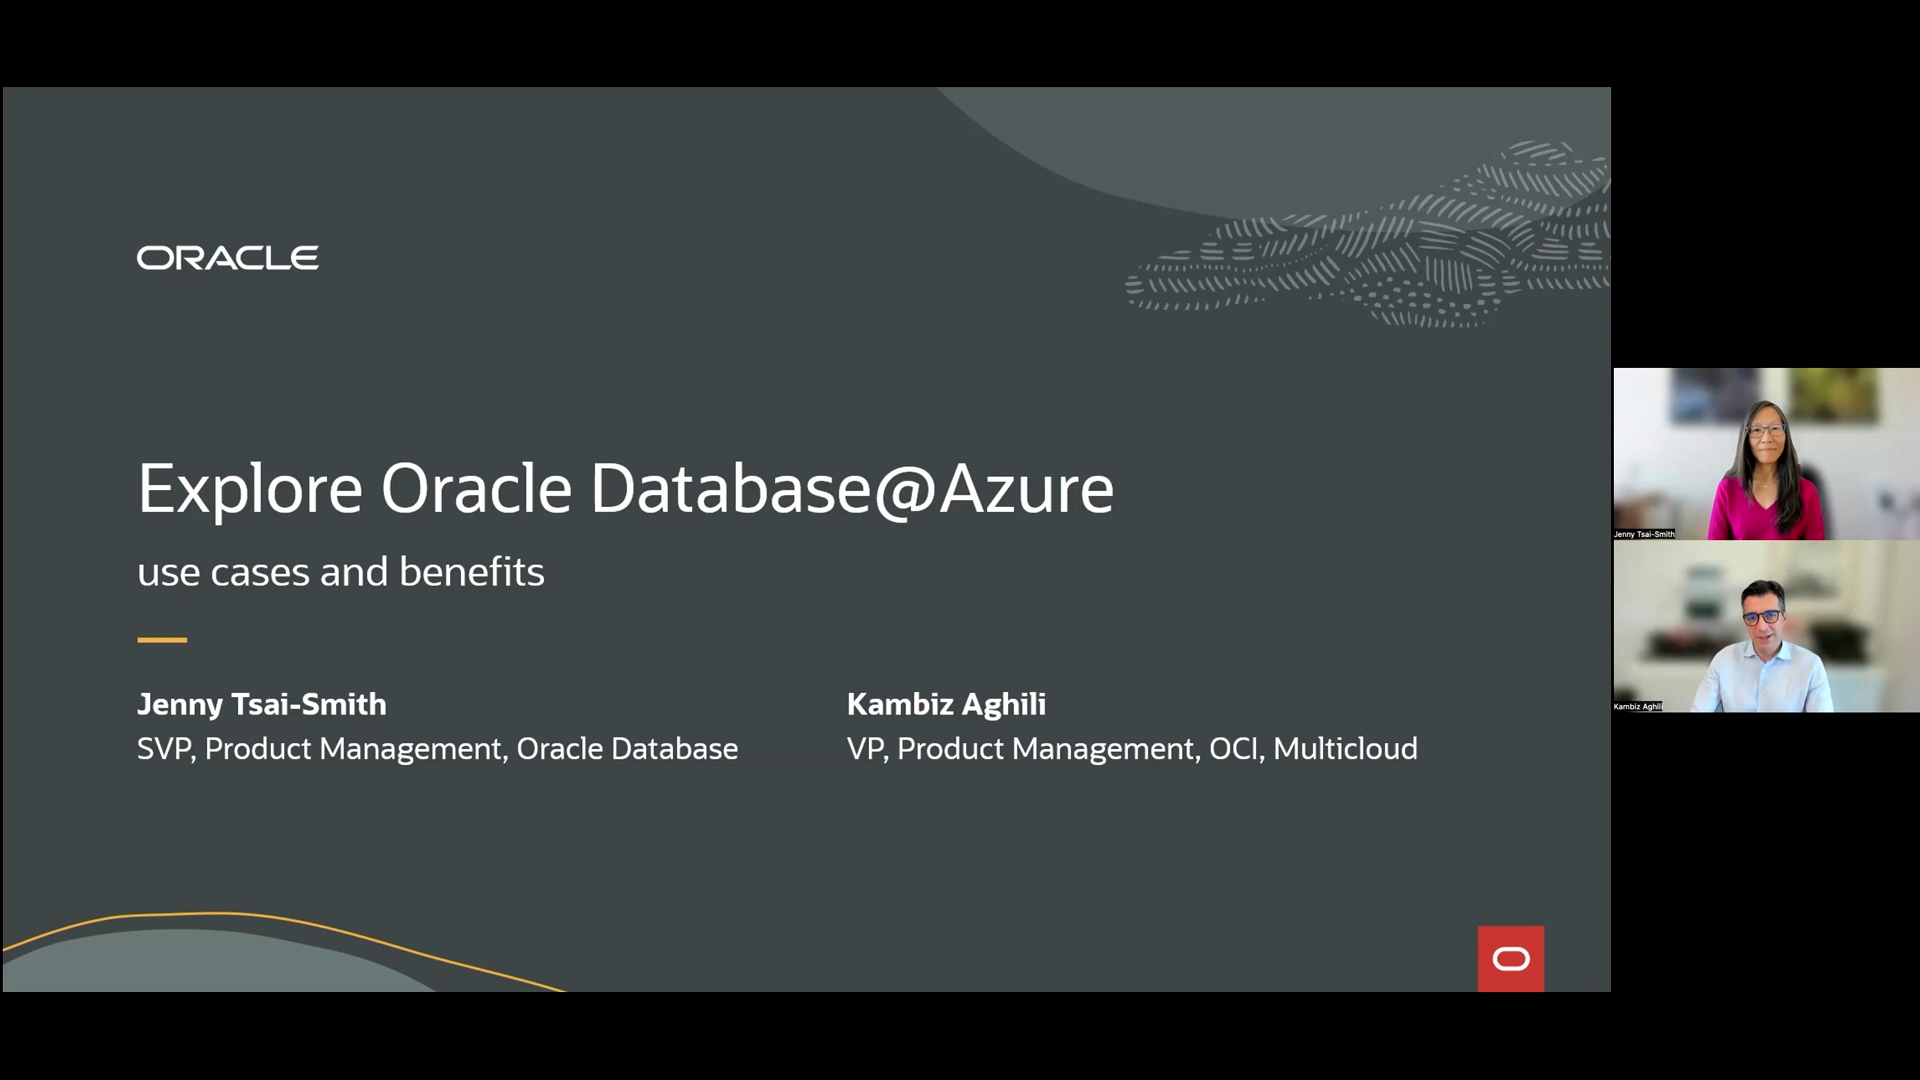 ORACLE
Explore Oracle Database@Azure
use cases and benefits
Jenny Tsai-Smith
SVP, Product Management, Oracle Database
Kambiz Aghili
VP, Product Management, OCI, Multicloud
Jenny Tsai-Smith
Kambiz Aghili